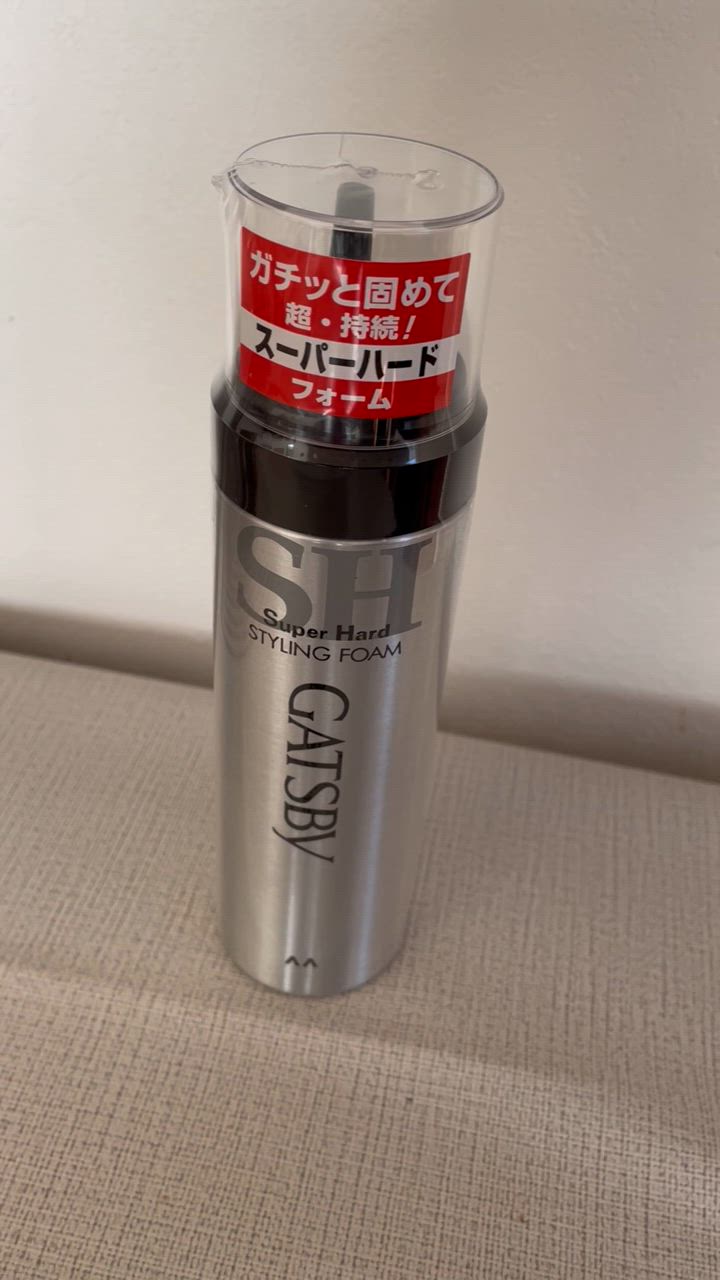 ガチッと固めて
超・持続!
スーパーハード
フォーム
SH
Super Hard
STYLING FOAM
GATSBY